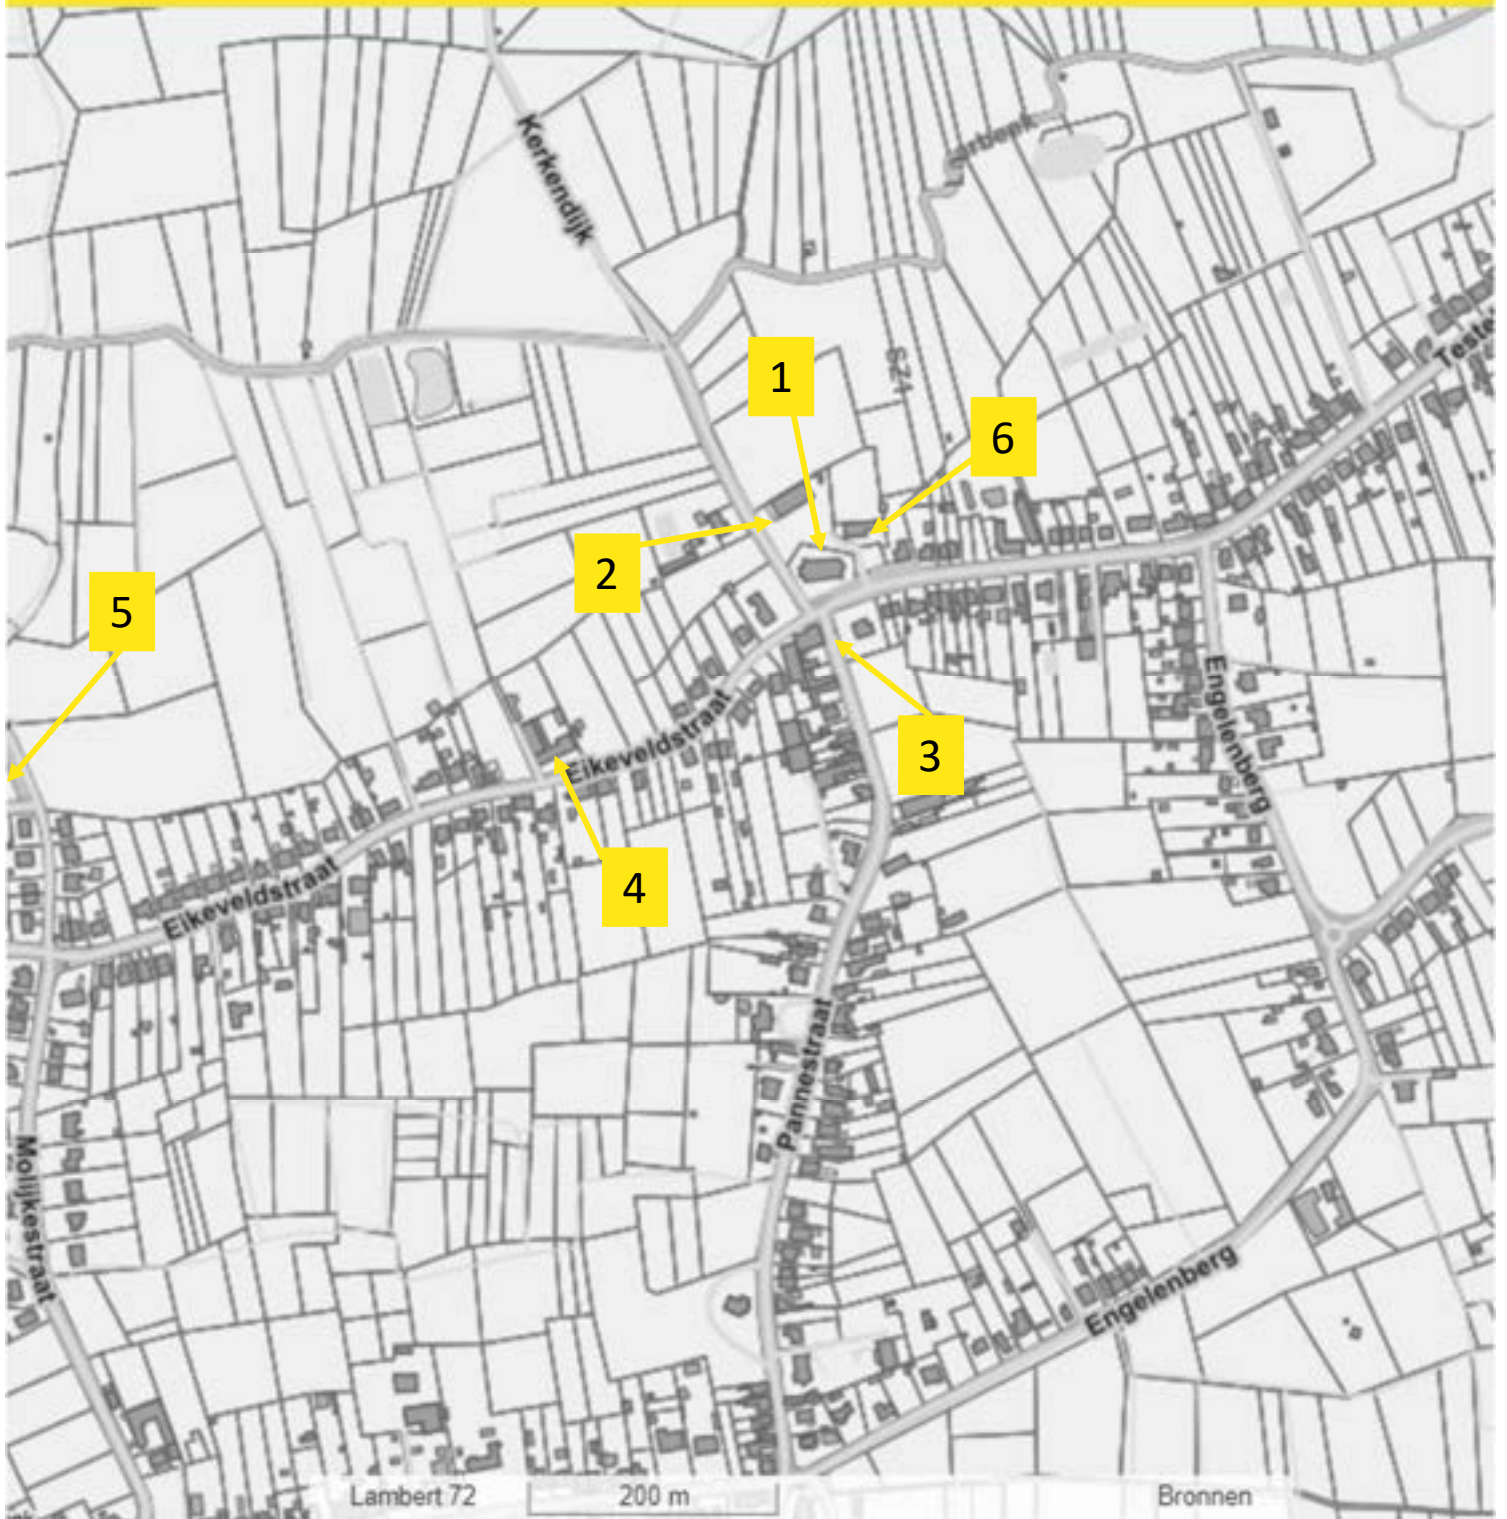 Kerkendijk
1
6
2
5
3
4
Eikeveldstraat
Eikeveldstraat
Engelenberg
Pannestraat
Molijkestraat
Engelenberg
Lambert 72
200 m
Bronnen